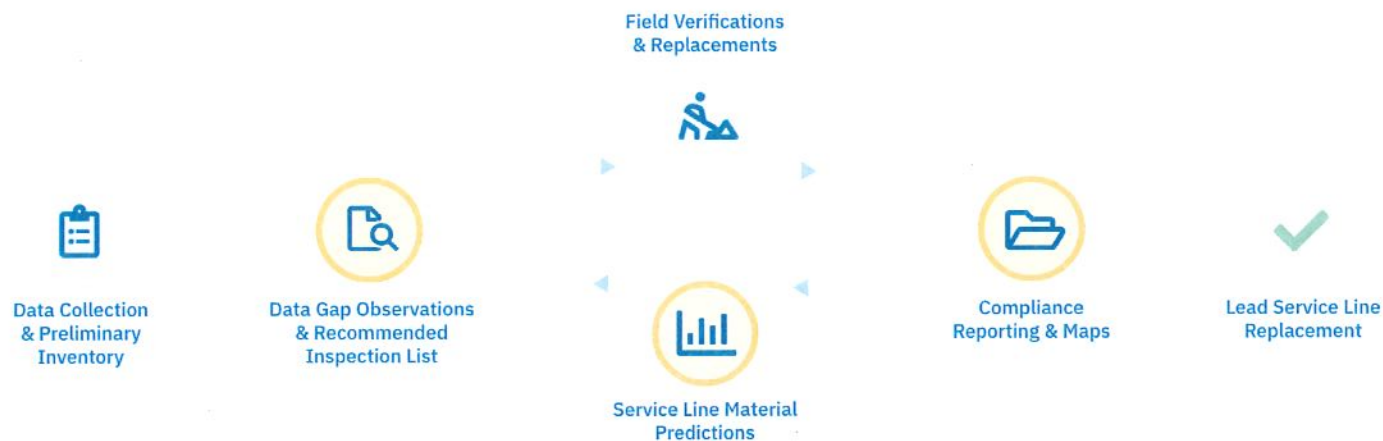 Field Verifications
& Replacements
Data Collection
& Preliminary
Inventory
Data Gap Observations
& Recommended
Inspection List
Service Line Material
Predictions
Compliance
Reporting & Maps
Lead Service Line
Replacement